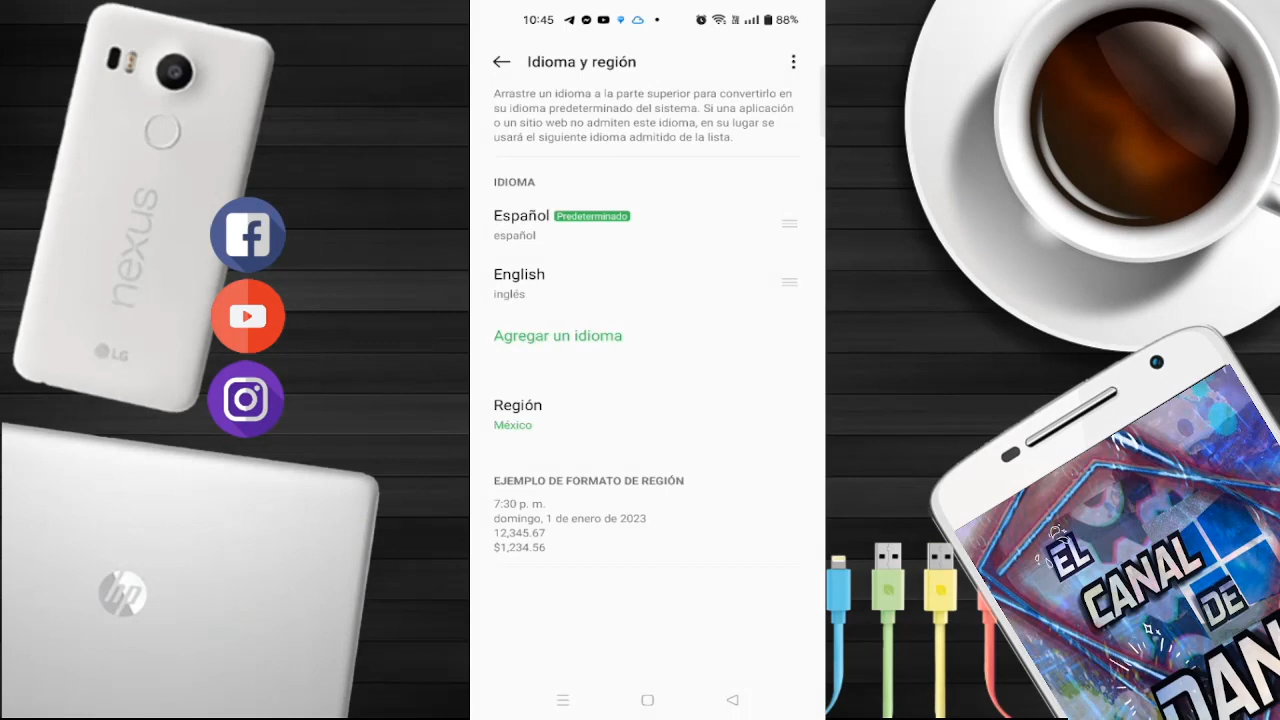 10:45
88%
Idioma y región
Arrastre un idioma a la parte superior para convertirlo en
su idioma predeterminado del sistema. Si una aplicación
o un sitio web no admiten este idioma, en su lugar se
usará el siguiente idioma admitido de la lista.
IDIOMA
Español Predeterminado
español
English
inglés
Agregar un idioma
Región
México
EJEMPLO DE FORMATO DE REGIÓN
7:30 p. m.
domingo, 1 de enero de 2023
12,345.67
$1,234.56
nexus
LG
hp
EL
CANAL
DE
DAN